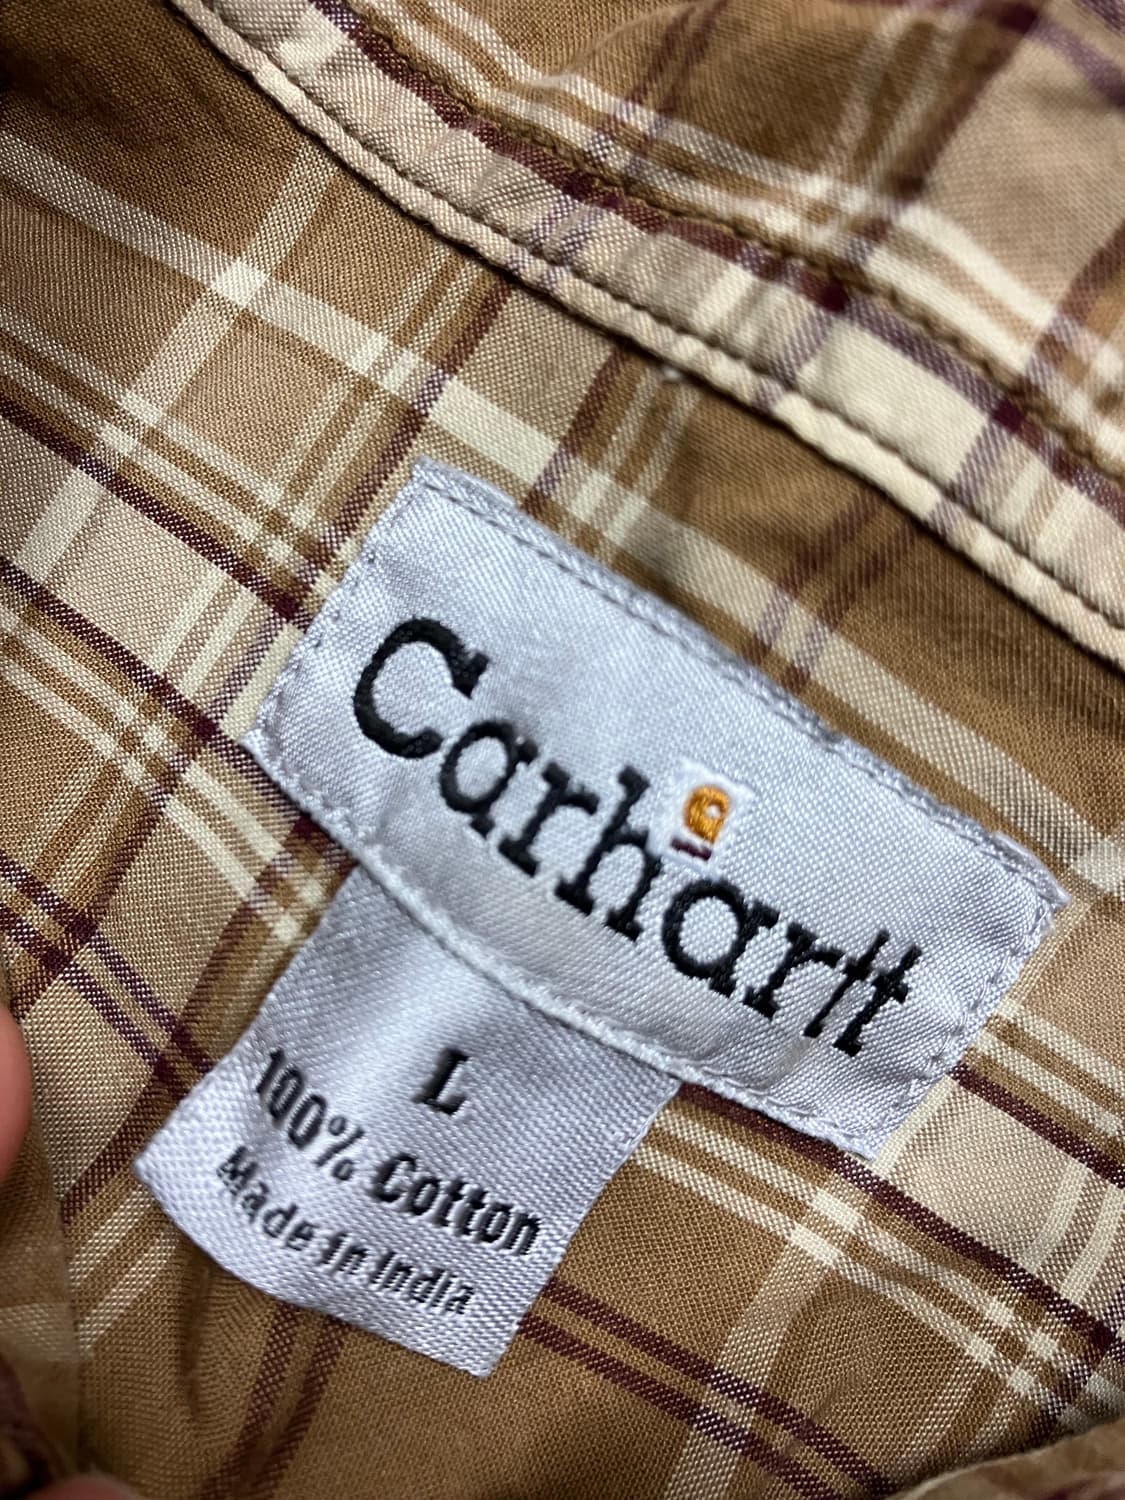 Carhartt
L
100% Cotton
Made in India